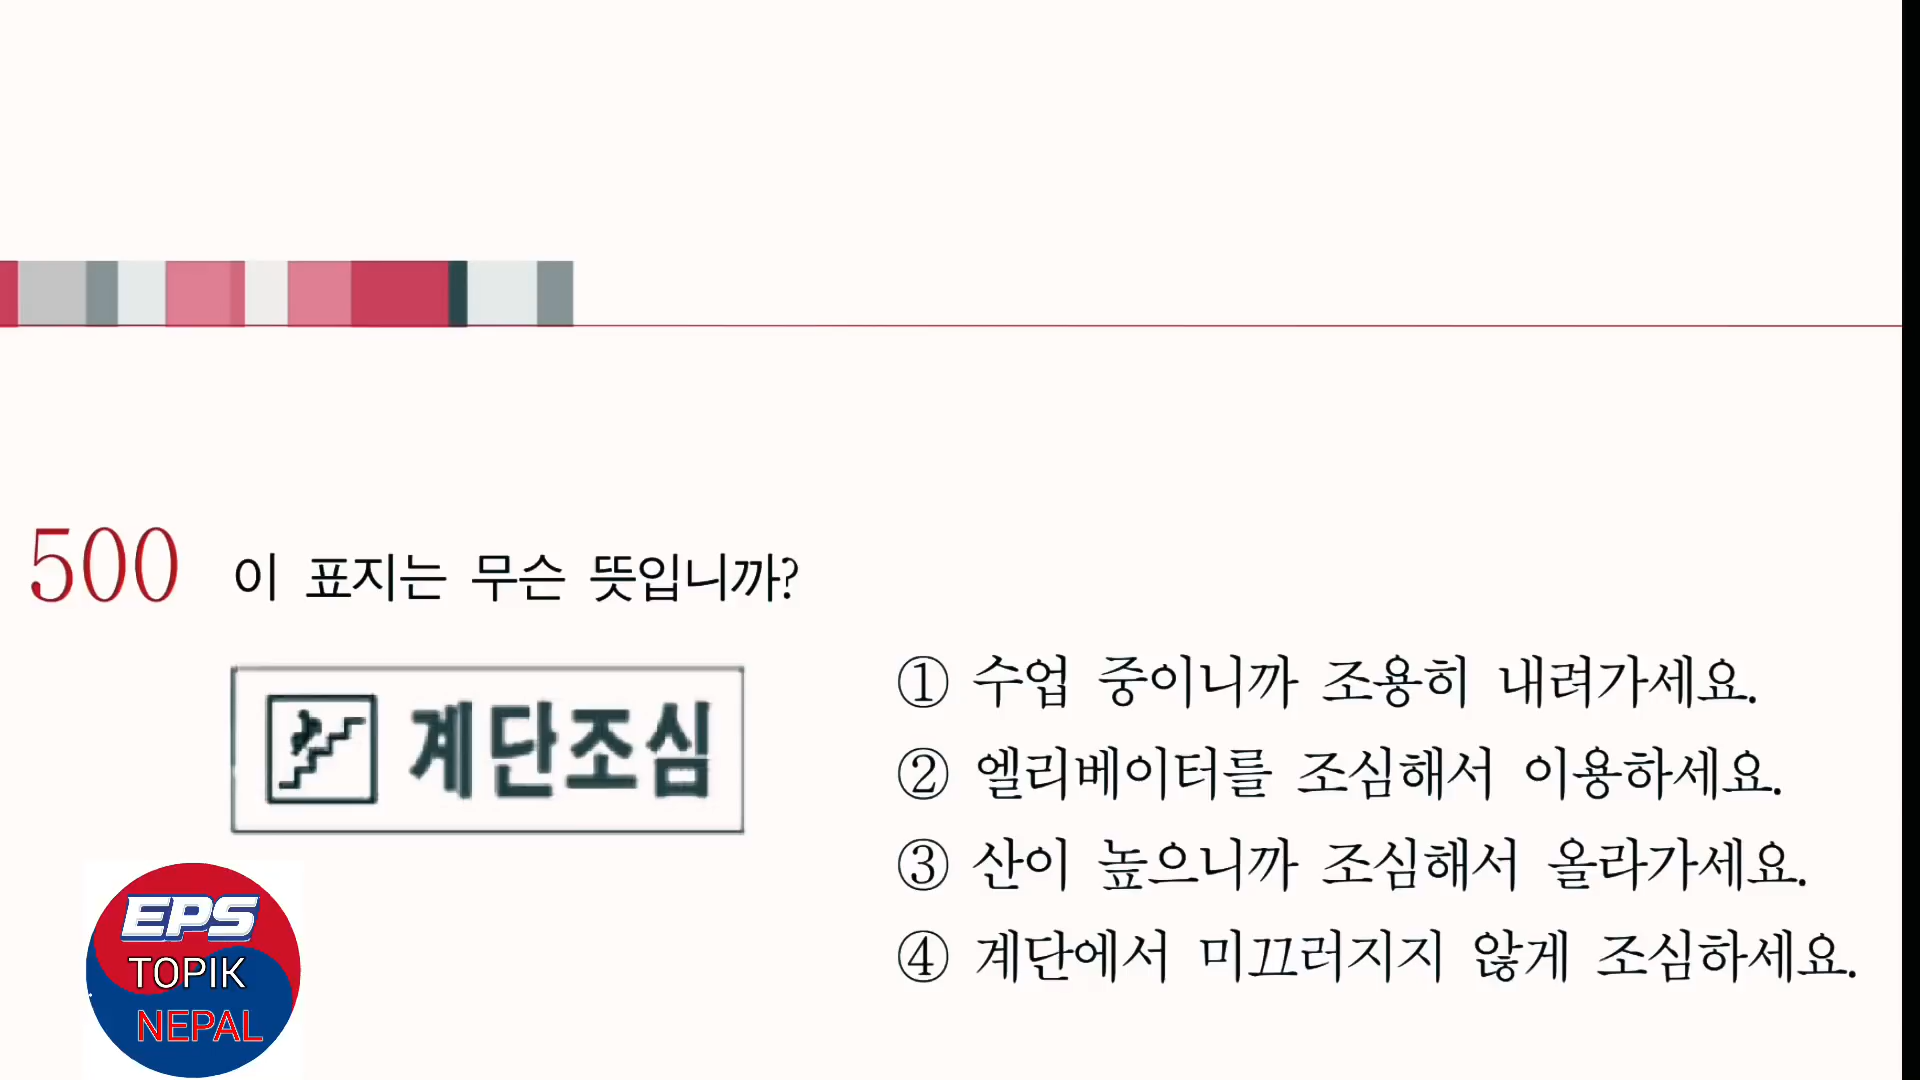 500 이 표지는 무슨 뜻입니까?
계단조심
① 수업 중이니까 조용히 내려가세요.
② 엘리베이터를 조심해서 이용하세요.
③ 산이 높으니까 조심해서 올라가세요.
④ 계단에서 미끄러지지 않게 조심하세요.
EPS
TOPIK
NEPAL